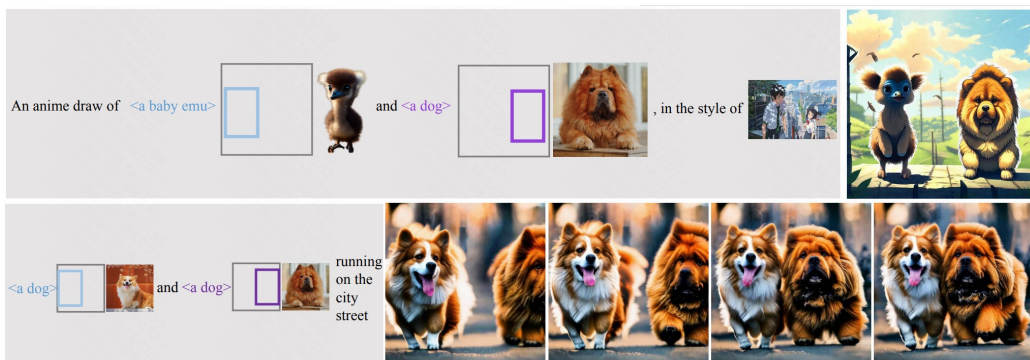 An anime draw of <a baby emu> and <a dog> , in the style of
<a dog> and <a dog> running
on the
city
street